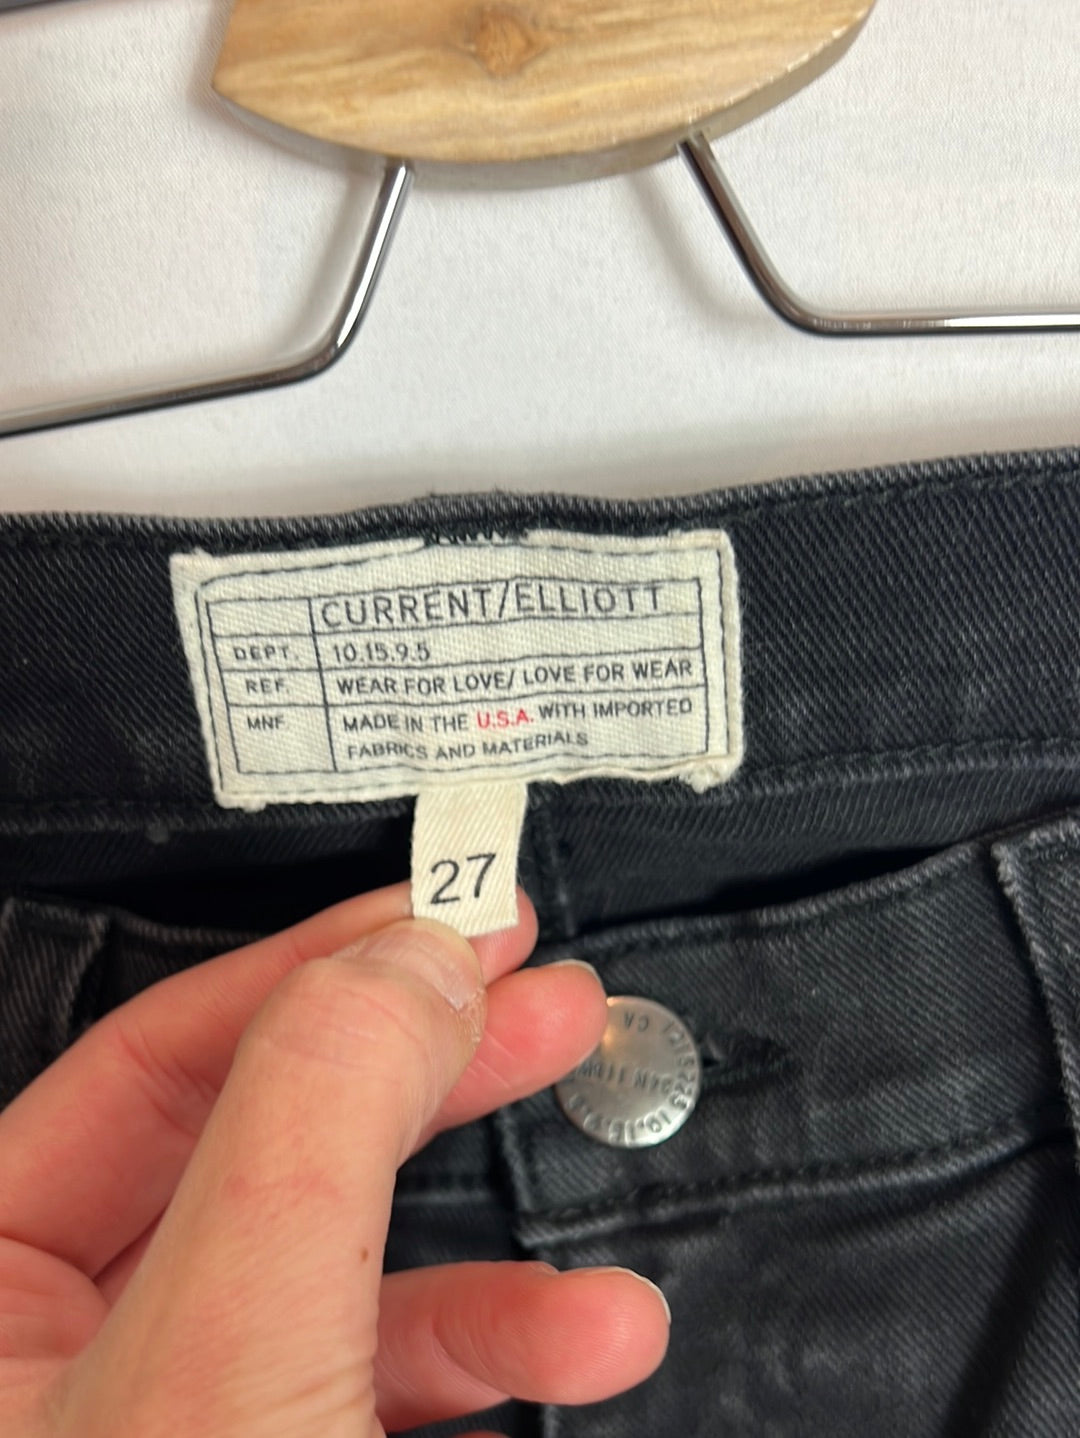 CURRENT/ELLIOTT
DEPT. 10.15.9.5
REF. WEAR FOR LOVE/ LOVE FOR WEAR
MNF. MADE IN THE U.S.A. WITH IMPORTED
FABRICS AND MATERIALS
27
CA